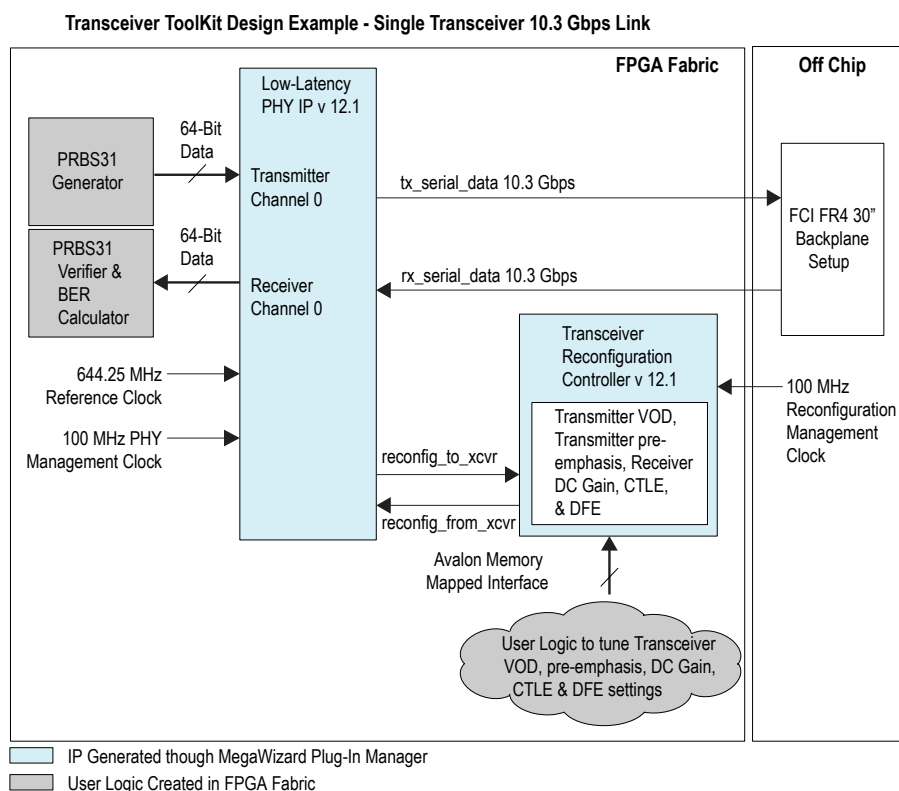 Transceiver ToolKit Design Example - Single Transceiver 10.3 Gbps Link
FPGA Fabric
Off Chip
Low-Latency
PHY IP v 12.1
PRBS31
Generator
64-Bit
Data
Transmitter
Channel 0
tx_serial_data 10.3 Gbps
FCI FR4 30”
Backplane
Setup
PRBS31
Verifier &
BER
Calculator
64-Bit
Data
Receiver
Channel 0
rx_serial_data 10.3 Gbps
Transceiver
Reconfiguration
Controller v 12.1
644.25 MHz
Reference Clock
100 MHz PHY
Management Clock
100 MHz
Reconfiguration
Management
Clock
Transmitter VOD,
Transmitter pre-
emphasis, Receiver
DC Gain, CTLE,
& DFE
reconfig_to_xcvr
reconfig_from_xcvr
Avalon Memory
Mapped Interface
User Logic to tune Transceiver
VOD, pre-emphasis, DC Gain,
CTLE & DFE settings
IP Generated though MegaWizard Plug-In Manager
User Logic Created in FPGA Fabric